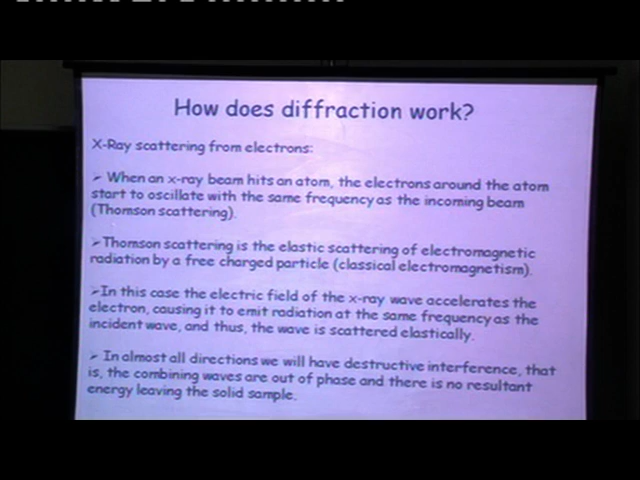 How does diffraction work?
X-Ray scattering from electrons:
➢ When an x-ray beam hits an atom, the electrons around the atom
start to oscillate with the same frequency as the incoming beam
(Thomson scattering).
➢Thomson scattering is the elastic scattering of electromagnetic
radiation by a free charged particle (classical electromagnetism).
➢In this case the electric field of the x-ray wave accelerates the
electron, causing it to emit radiation at the same frequency as the
incident wave, and thus, the wave is scattered elastically.
➢ In almost all directions we will have destructive interference, that
is, the combining waves are out of phase and there is no resultant
energy leaving the solid sample.